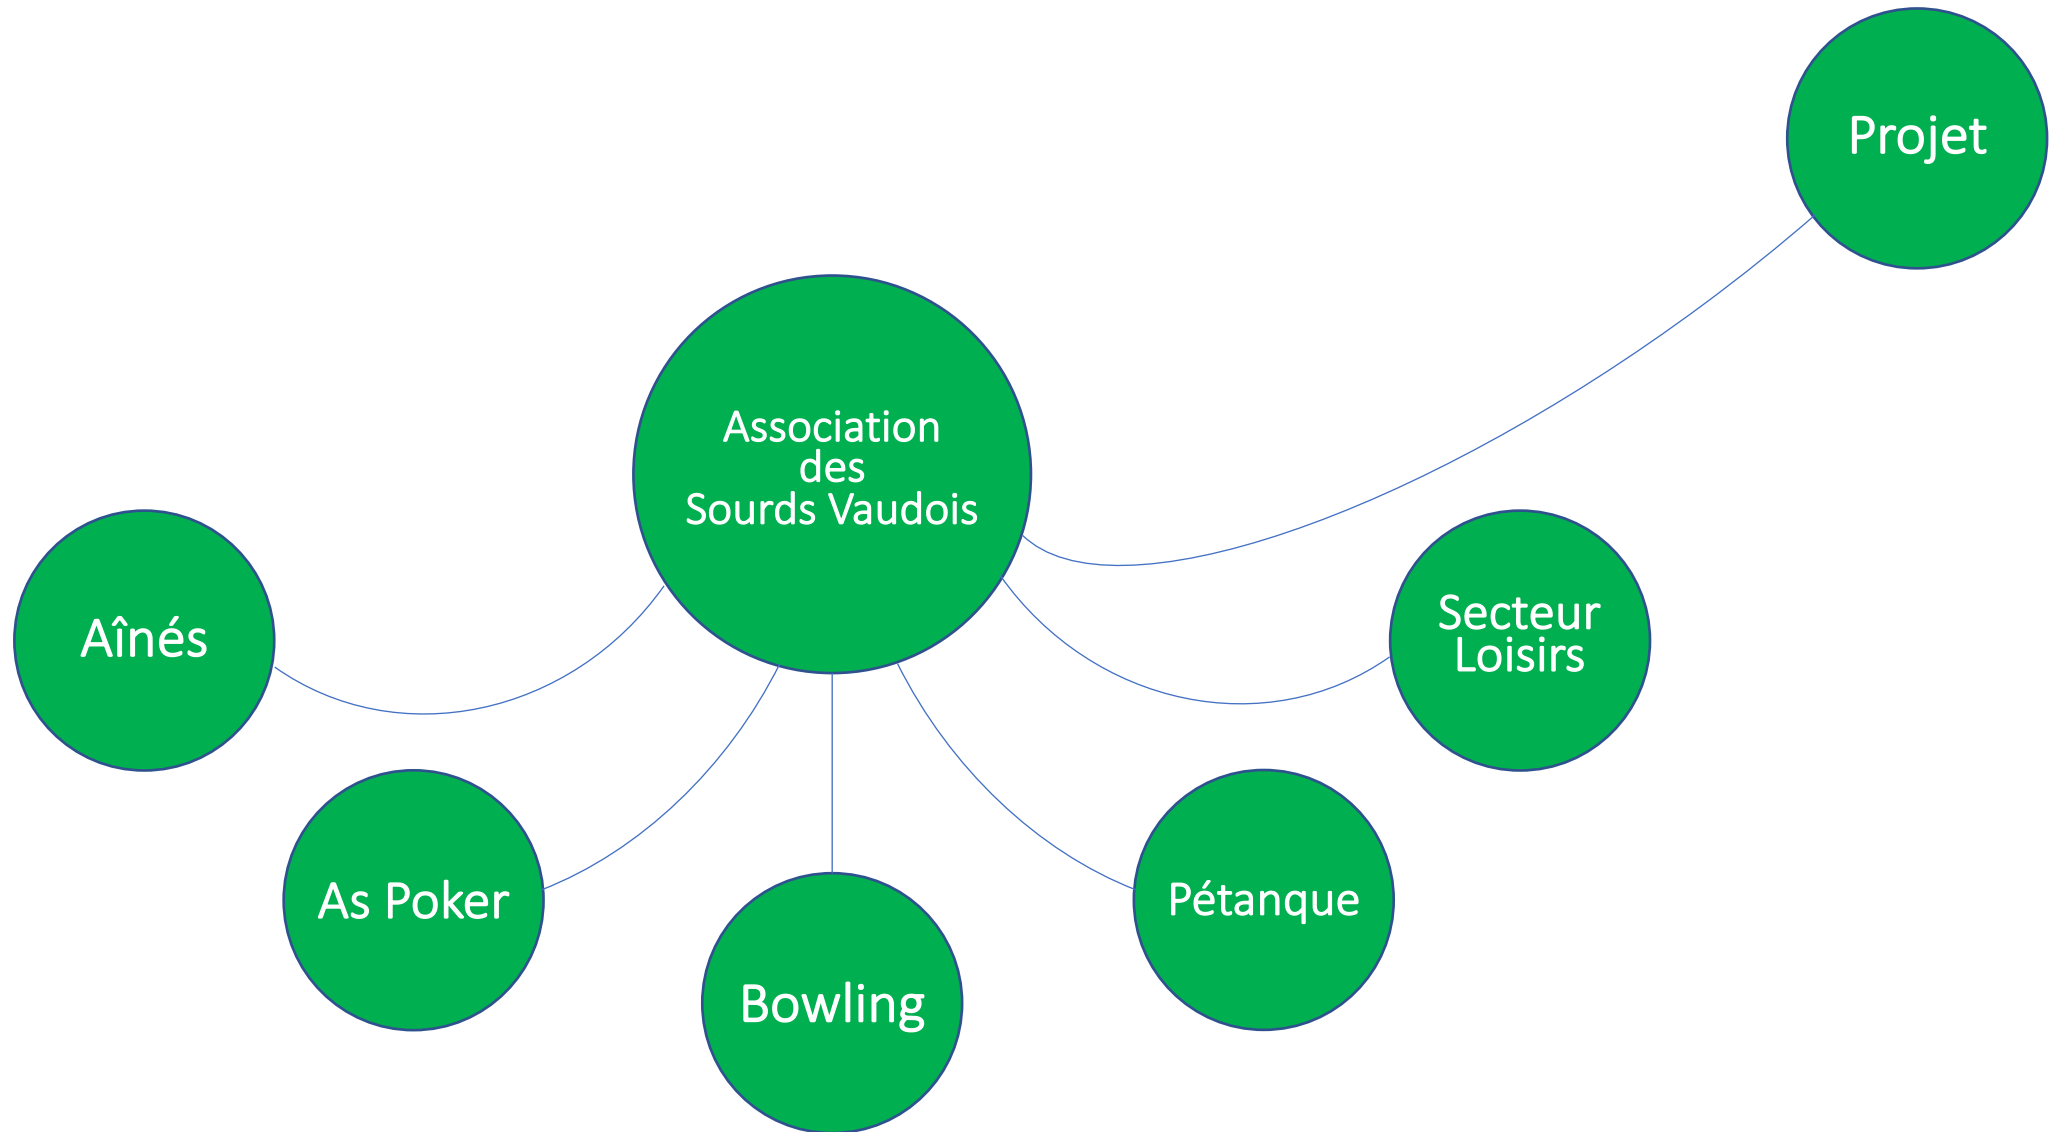 Projet
Association
des
Sourds Vaudois
Aînés
Secteur
Loisirs
As Poker
Pétanque
Bowling